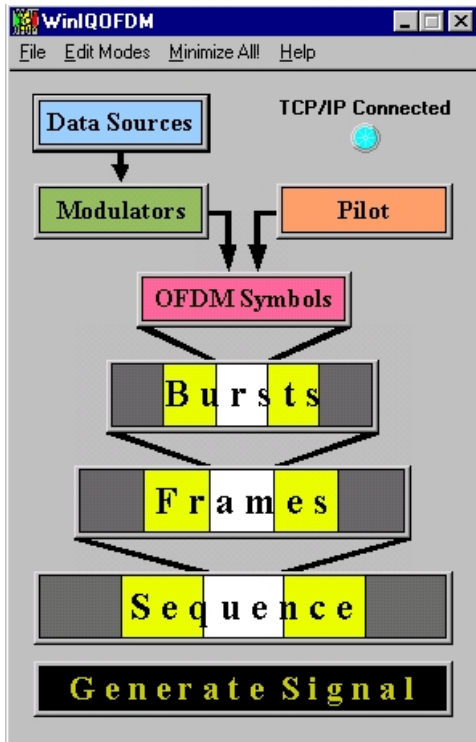 WinIQOFDM
File Edit Modes Minimize All! Help
TCP/IP Connected
Data Sources
Modulators
Pilot
OFDM Symbols
Bursts
Frames
Sequence
Generate Signal